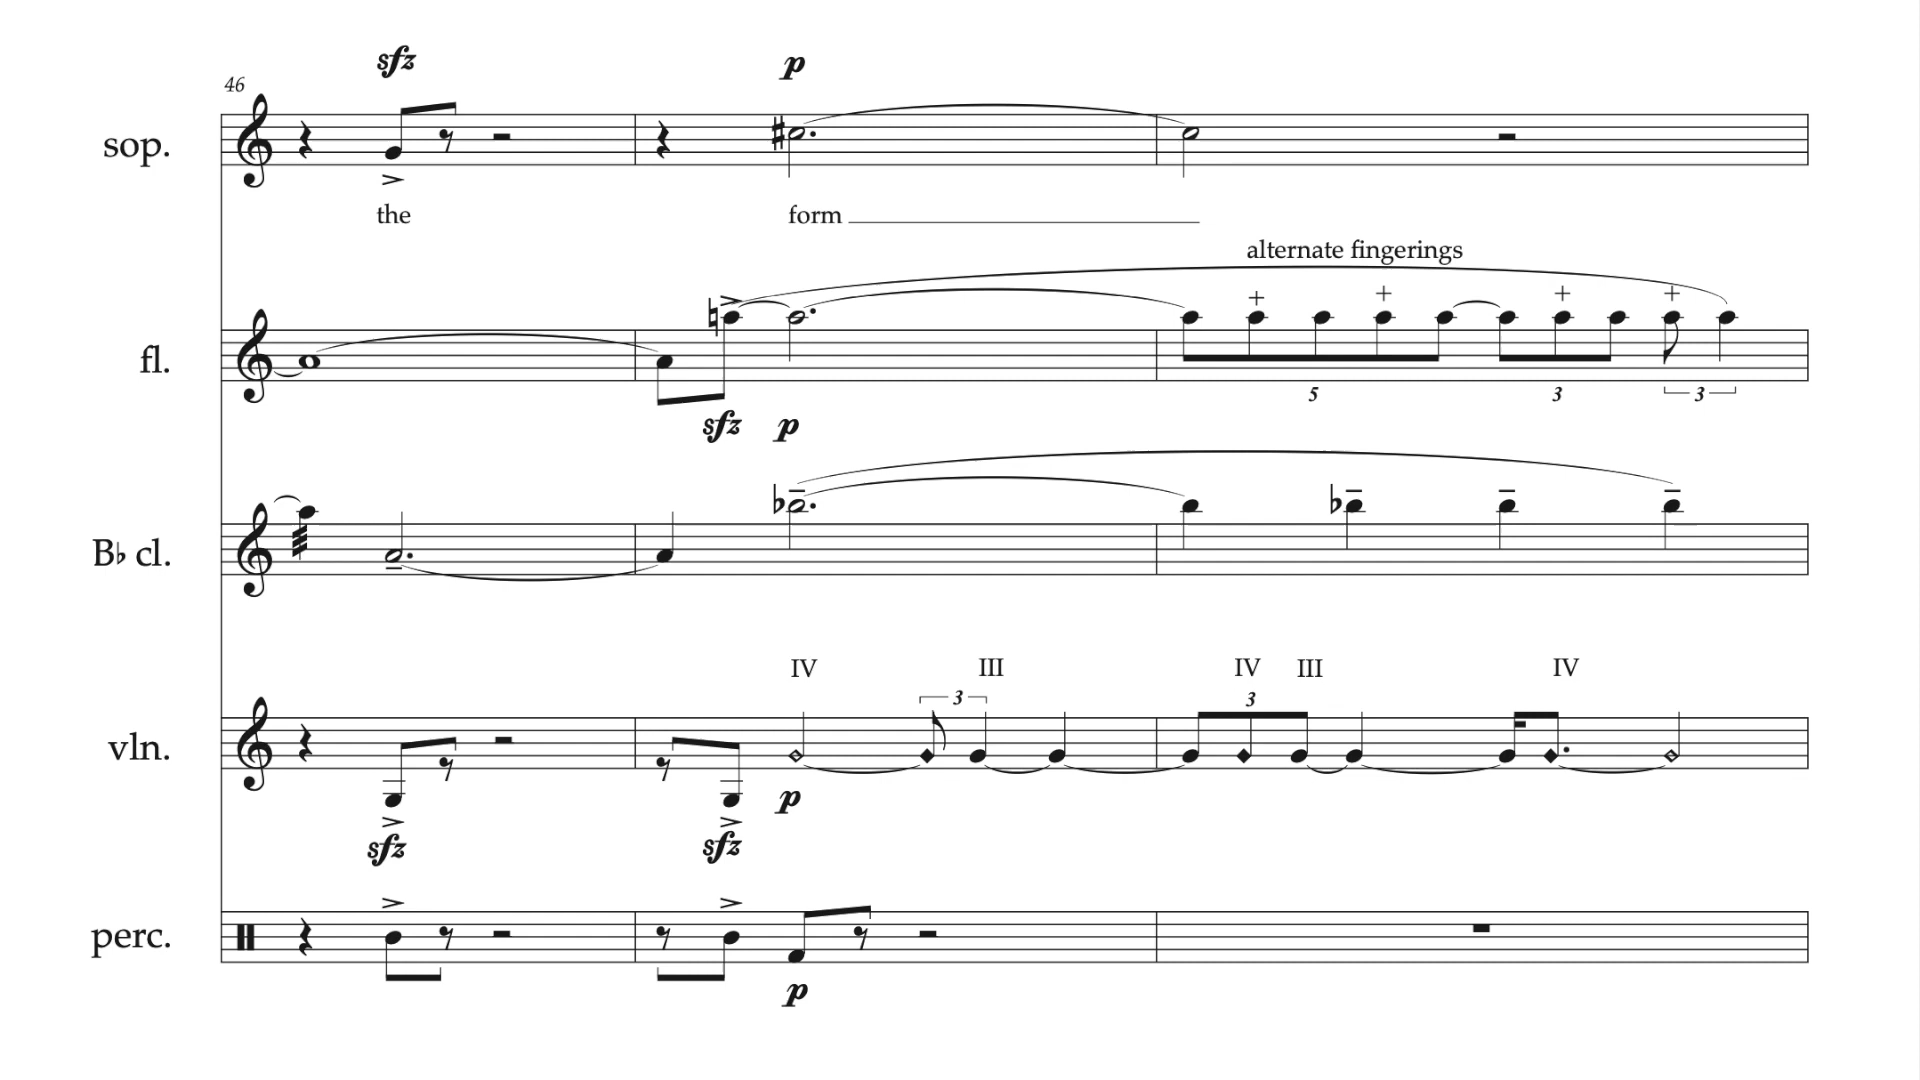 sfz p
46
sop.
the form
alternate fingerings
+ + + +
fl.
5 3 3
sfz p
B♭ cl.
IV III IV III IV
3 3
vln.
p
sfz sfz
perc.
p